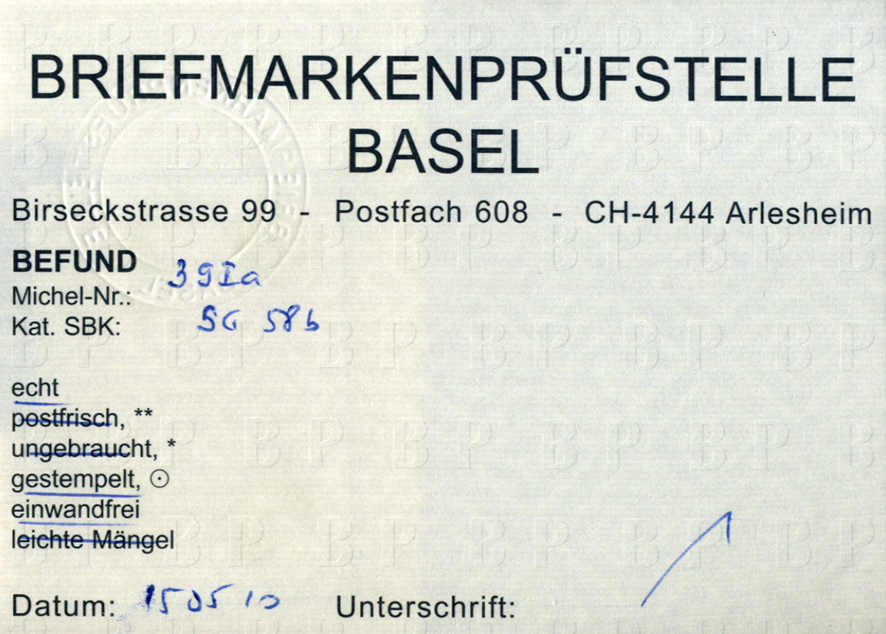 BRIEFMARKENPRÜFSTELLE
BASEL
Birseckstrasse 99 - Postfach 608 - CH-4144 Arlesheim
BEFUND
Michel-Nr.: 39Ia
Kat. SBK: SG 58b
echt
postfrisch, **
ungebraucht, *
gestempelt, ⊙
einwandfrei
leichte Mängel
Datum: 15 05 10 Unterschrift: